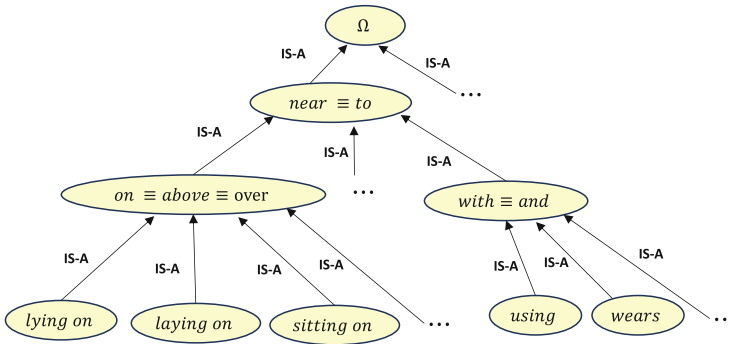 Ω
IS-A
IS-A
...
near ≡ to
IS-A
IS-A
IS-A
...
on ≡ above ≡ over
with ≡ and
IS-A
IS-A
IS-A
IS-A
IS-A
IS-A
IS-A
lying on
laying on
sitting on
...
using
wears
..